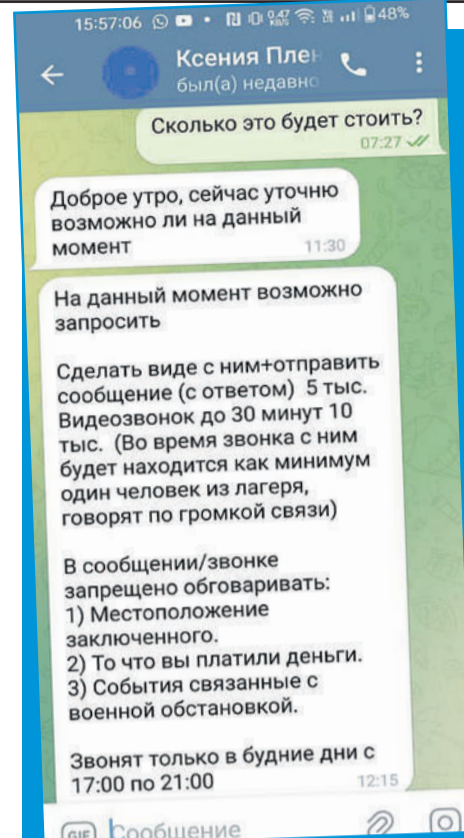 15:57:06 0.47 KB/S 48%
Ксения Плен
был(а) недавно
Сколько это будет стоить?
07:27
Доброе утро, сейчас уточню
возможно ли на данный
момент
11:30
На данный момент возможно
запросить
Сделать виде с ним+отправить
сообщение (с ответом) 5 тыс.
Видеозвонок до 30 минут 10
тыс. (Во время звонка с ним
будет находится как минимум
один человек из лагеря,
говорят по громкой связи)
В сообщении/звонке
запрещено обговаривать:
1) Местоположение
заключенного.
2) То что вы платили деньги.
3) События связанные с
военной обстановкой.
Звонят только в будние дни с
17:00 по 21:00
12:15
GIF Сообщение